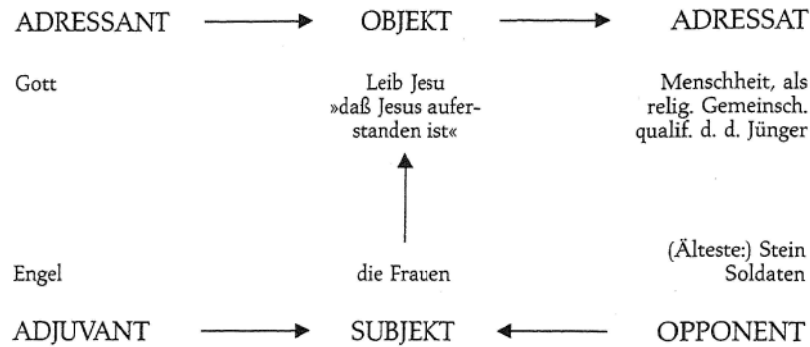 ADRESSANT OBJEKT ADRESSAT
Gott Leib Jesu Menschheit, als
»daß Jesus aufer- relig. Gemeinsch.
standen ist« qualif. d. d. Jünger
(Älteste:) Stein
Engel die Frauen Soldaten
ADJUVANT SUBJEKT OPPONENT